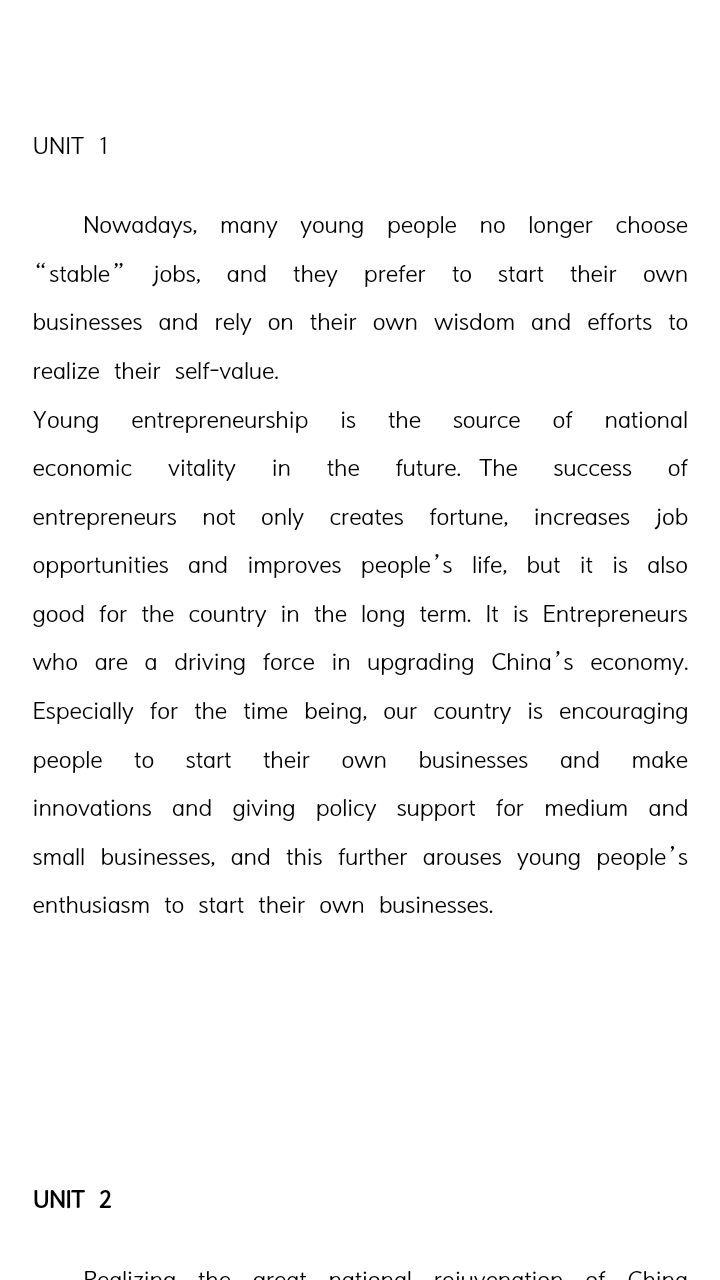 UNIT 1
Nowadays, many young people no longer choose
“stable” jobs, and they prefer to start their own
businesses and rely on their own wisdom and efforts to
realize their self-value.
Young entrepreneurship is the source of national
economic vitality in the future. The success of
entrepreneurs not only creates fortune, increases job
opportunities and improves people’s life, but it is also
good for the country in the long term. It is Entrepreneurs
who are a driving force in upgrading China’s economy.
Especially for the time being, our country is encouraging
people to start their own businesses and make
innovations and giving policy support for medium and
small businesses, and this further arouses young people’s
enthusiasm to start their own businesses.
UNIT 2
Realizing the great national rejuvenation of China